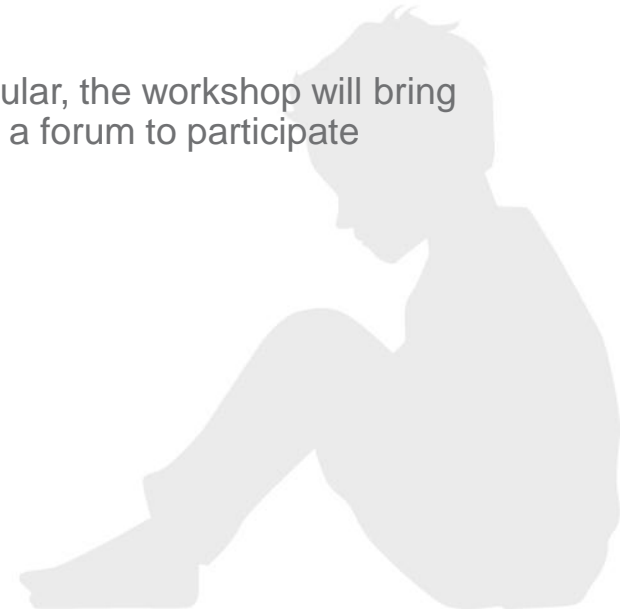 ular, the workshop will bring
a forum to participate